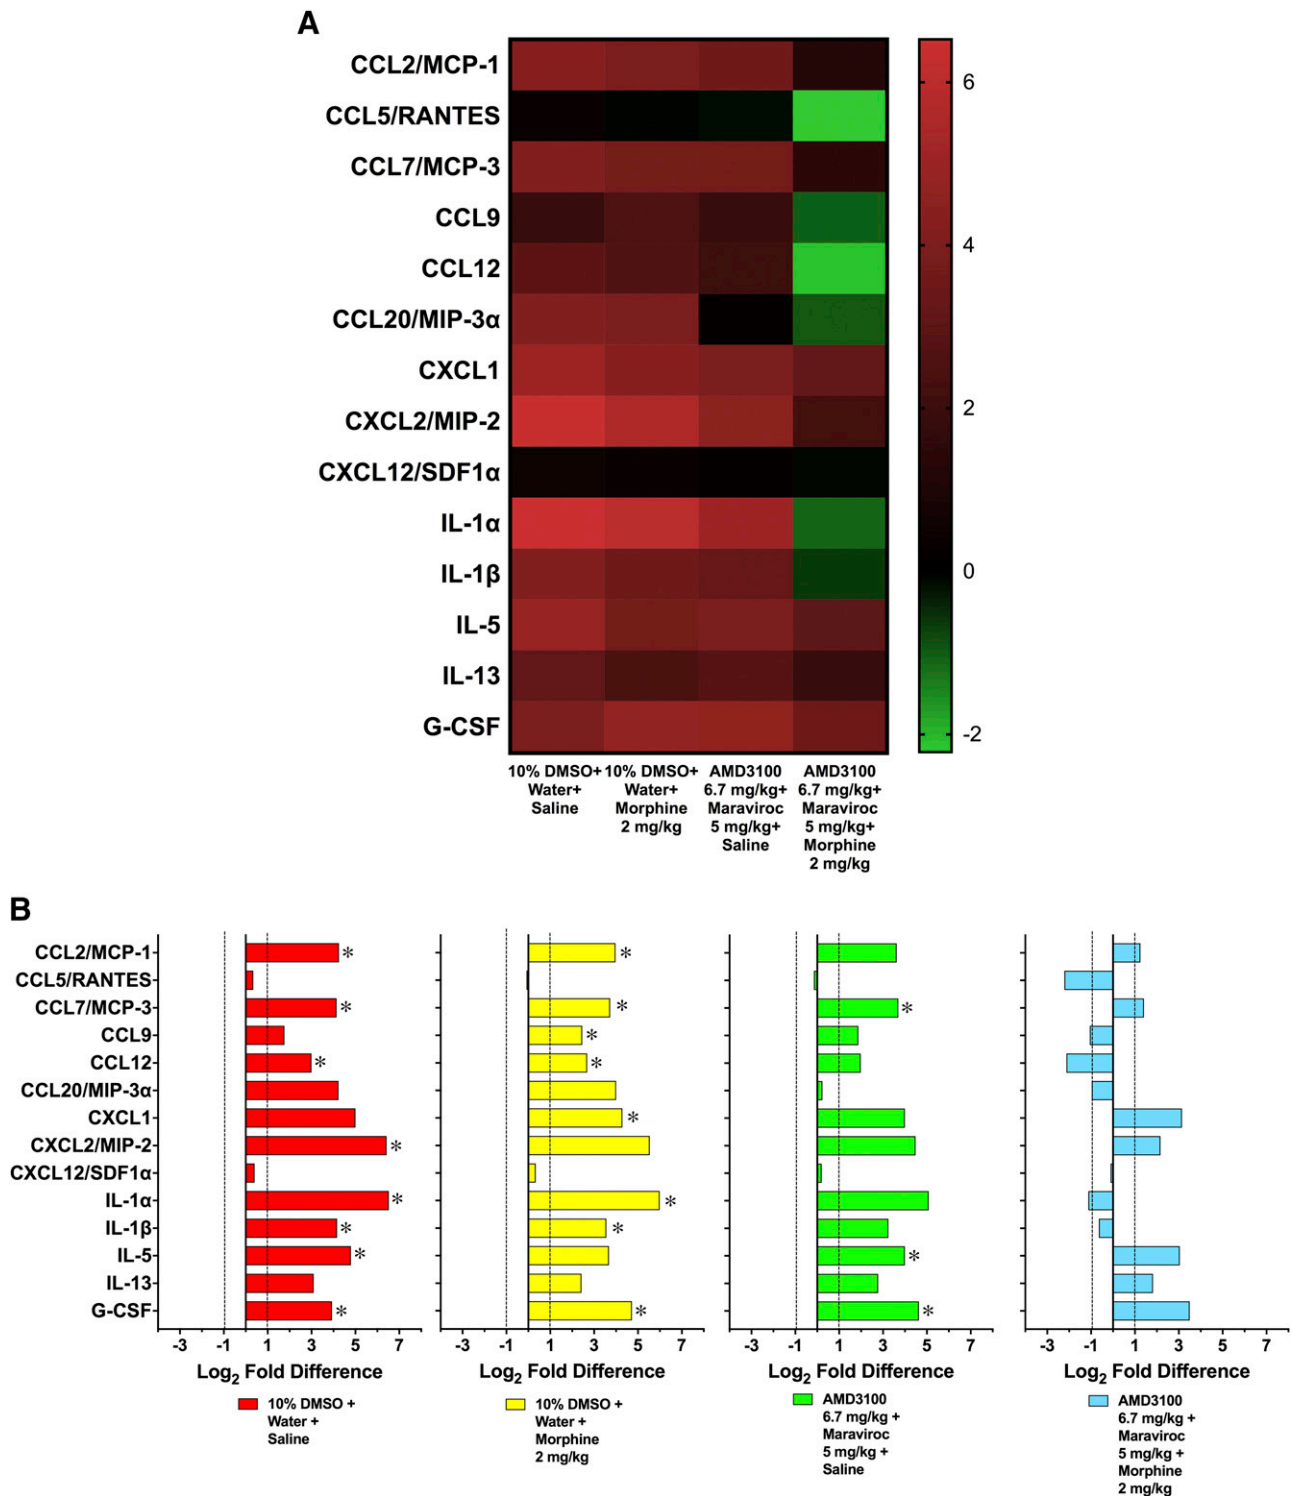 A
CCL2/MCP-1
CCL5/RANTES
CCL7/MCP-3
CCL9
CCL12
CCL20/MIP-3α
CXCL1
CXCL2/MIP-2
CXCL12/SDF1α
IL-1α
IL-1β
IL-5
IL-13
G-CSF
6
4
2
0
-2
10% DMSO+
Water+
Saline
10% DMSO+
Water+
Morphine
2 mg/kg
AMD3100
6.7 mg/kg+
Maraviroc
5 mg/kg+
Saline
AMD3100
6.7 mg/kg+
Maraviroc
5 mg/kg+
Morphine
2 mg/kg
B
CCL2/MCP-1 * *
CCL5/RANTES
CCL7/MCP-3 * * *
CCL9 *
CCL12 * *
CCL20/MIP-3α
CXCL1 *
CXCL2/MIP-2 *
CXCL12/SDF1α
IL-1α * *
IL-1β * *
IL-5 * *
IL-13
G-CSF * * *
-3 -1 1 3 5 7
-3 -1 1 3 5 7
-3 -1 1 3 5 7
-3 -1 1 3 5 7
Log2 Fold Difference
Log2 Fold Difference
Log2 Fold Difference
Log2 Fold Difference
10% DMSO +
Water +
Saline
10% DMSO +
Water +
Morphine
2 mg/kg
AMD3100
6.7 mg/kg +
Maraviroc
5 mg/kg +
Saline
AMD3100
6.7 mg/kg +
Maraviroc
5 mg/kg +
Morphine
2 mg/kg